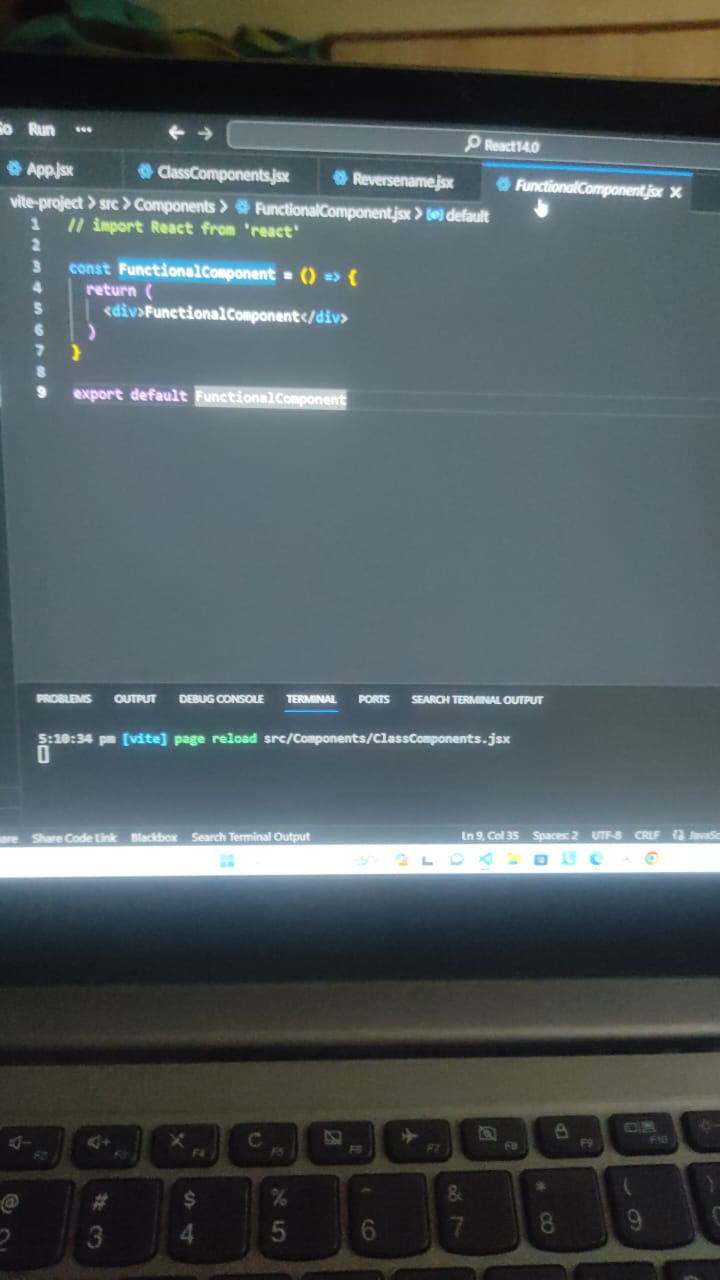 Run ···
React14.0
App.jsx ClassComponents.jsx Reversename.jsx FunctionalComponent.jsx
vite-project > src > Components > FunctionalComponent.jsx > default
1 // import React from 'react'
2
3 const FunctionalComponent = () => {
4 return (
5 <div>FunctionalComponent</div>
6 )
7 }
8
9 export default FunctionalComponent
PROBLEMS OUTPUT DEBUG CONSOLE TERMINAL PORTS SEARCH TERMINAL OUTPUT
5:10:34 pm [vite] page reload src/Components/ClassComponents.jsx
Share Code Link Blackbox Search Terminal Output Ln 9, Col 35 Spaces: 2 UTF-8 CRLF
F2 F3 F4 F5 F6 F7 F8 F9 F10
@ # $ % ^ & * (
2 3 4 5 6 7 8 9